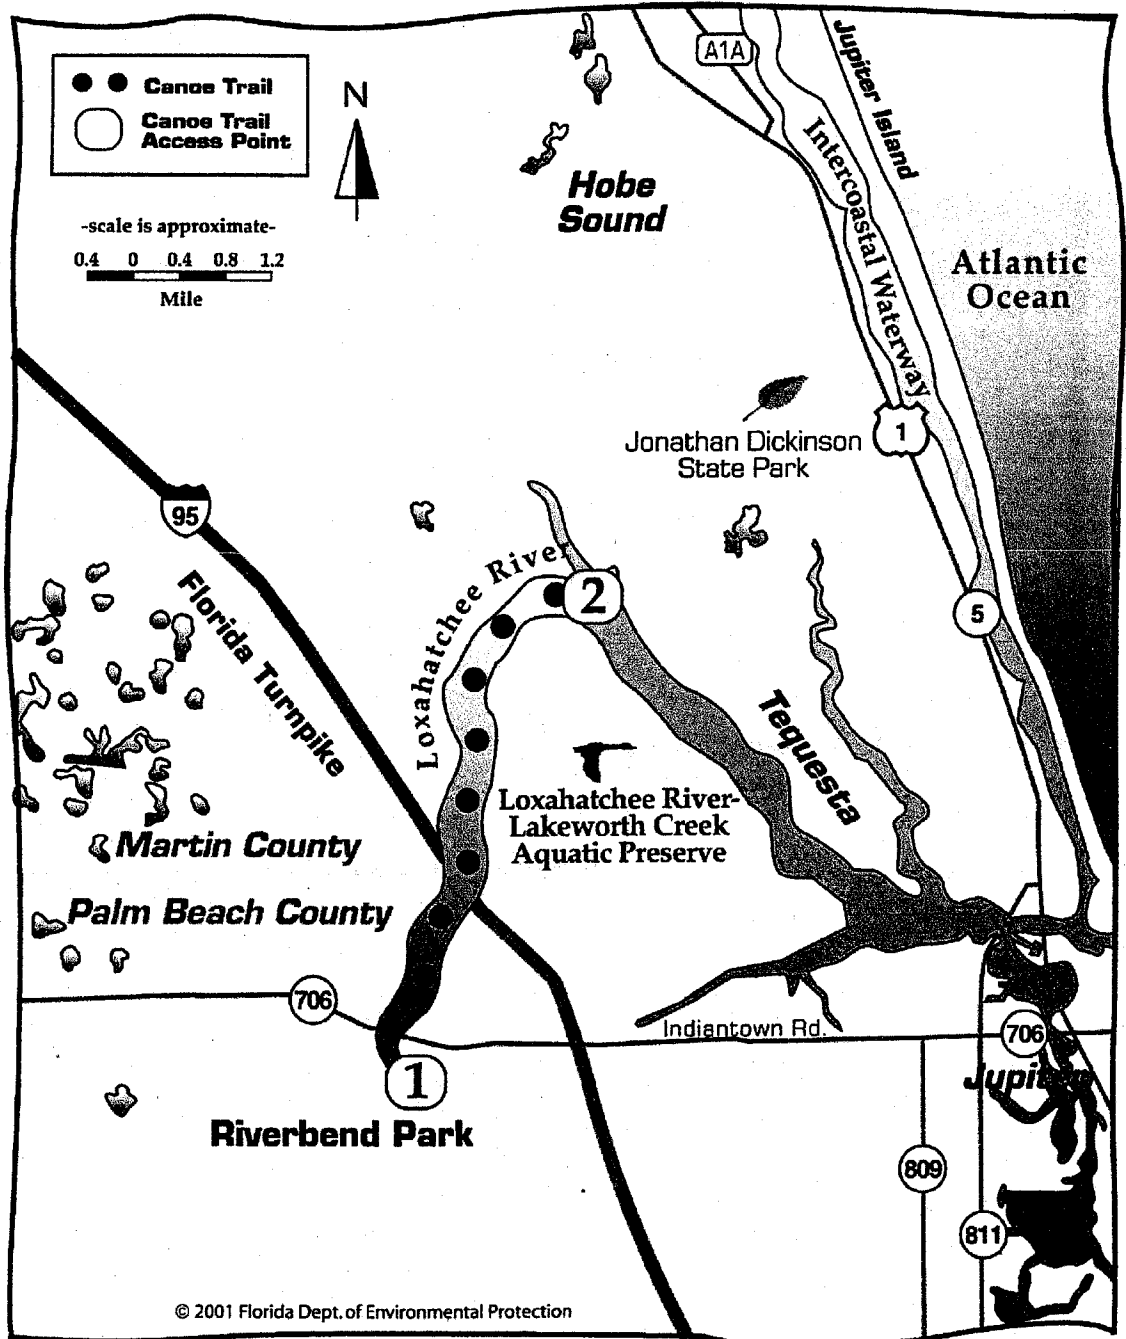 Canoe Trail
Canoe Trail
Access Point
N
-scale is approximate-
0.4 0 0.4 0.8 1.2
Mile
A1A
Jupiter Island
Intercoastal Waterway
Hobe
Sound
Atlantic
Ocean
1
Jonathan Dickinson
State Park
95
Florida Turnpike
Loxahatchee River
2
5
Tequesta
Loxahatchee River-
Lakeworth Creek
Aquatic Preserve
Martin County
Palm Beach County
706
Indiantown Rd.
706
1
Jupiter
Riverbend Park
809
811
© 2001 Florida Dept. of Environmental Protection